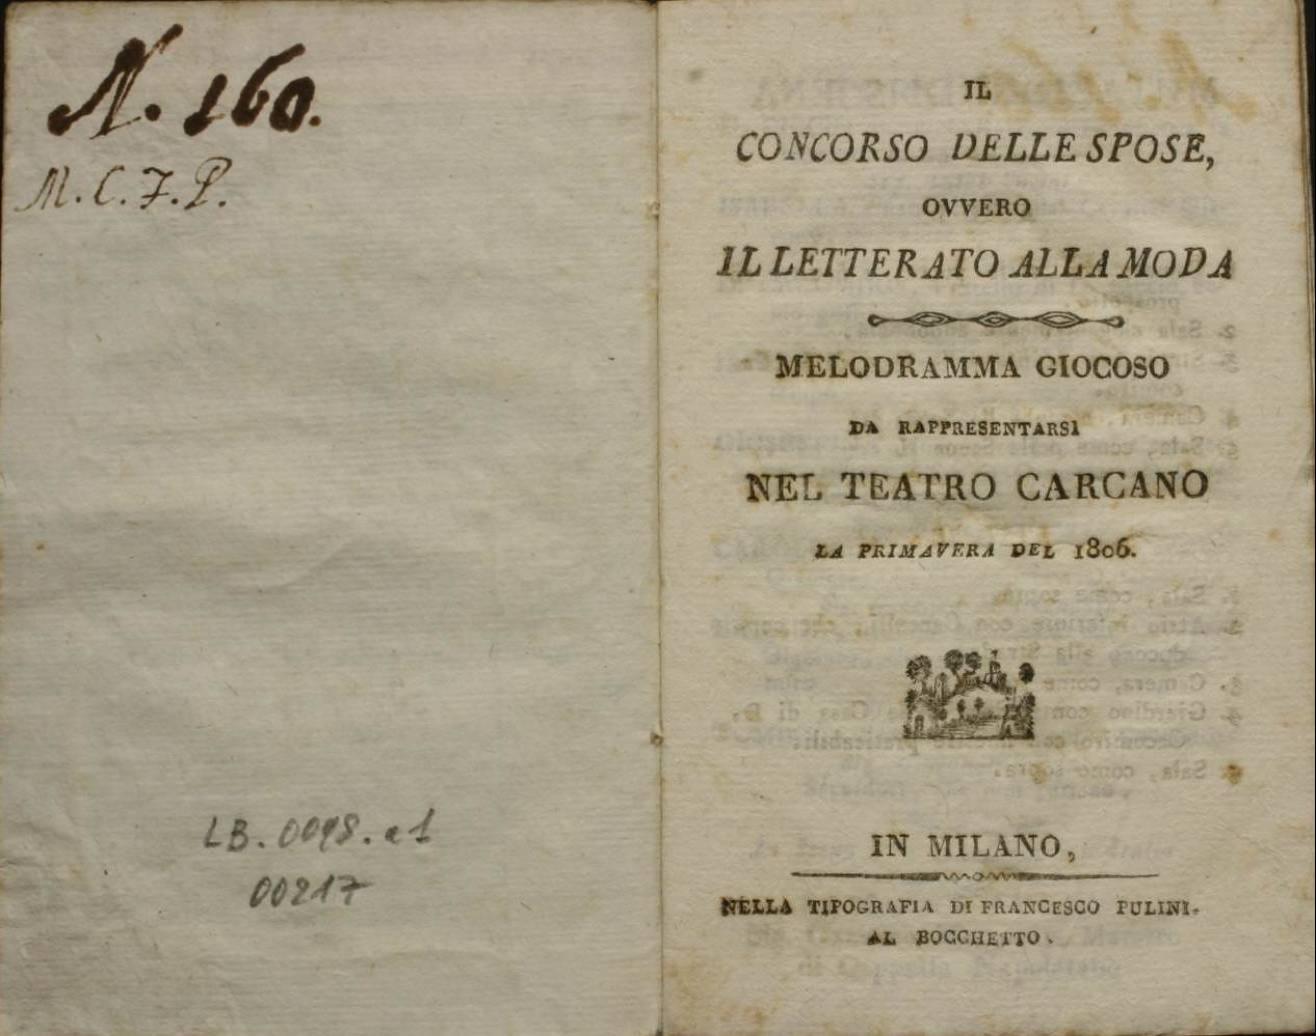 N. 160.
M. C. F. P.
LB. 0098. a 1
00217
IL
CONCORSO DELLE SPOSE,
OVVERO
IL LETTERATO ALLA MODA
MELODRAMMA GIOCOSO
DA RAPPRESENTARSI
NEL TEATRO CARCANO
LA PRIMAVERA DEL 1806.
IN MILANO,
NELLA TIPOGRAFIA DI FRANCESCO PULINI.
AL BOCCHETTO.